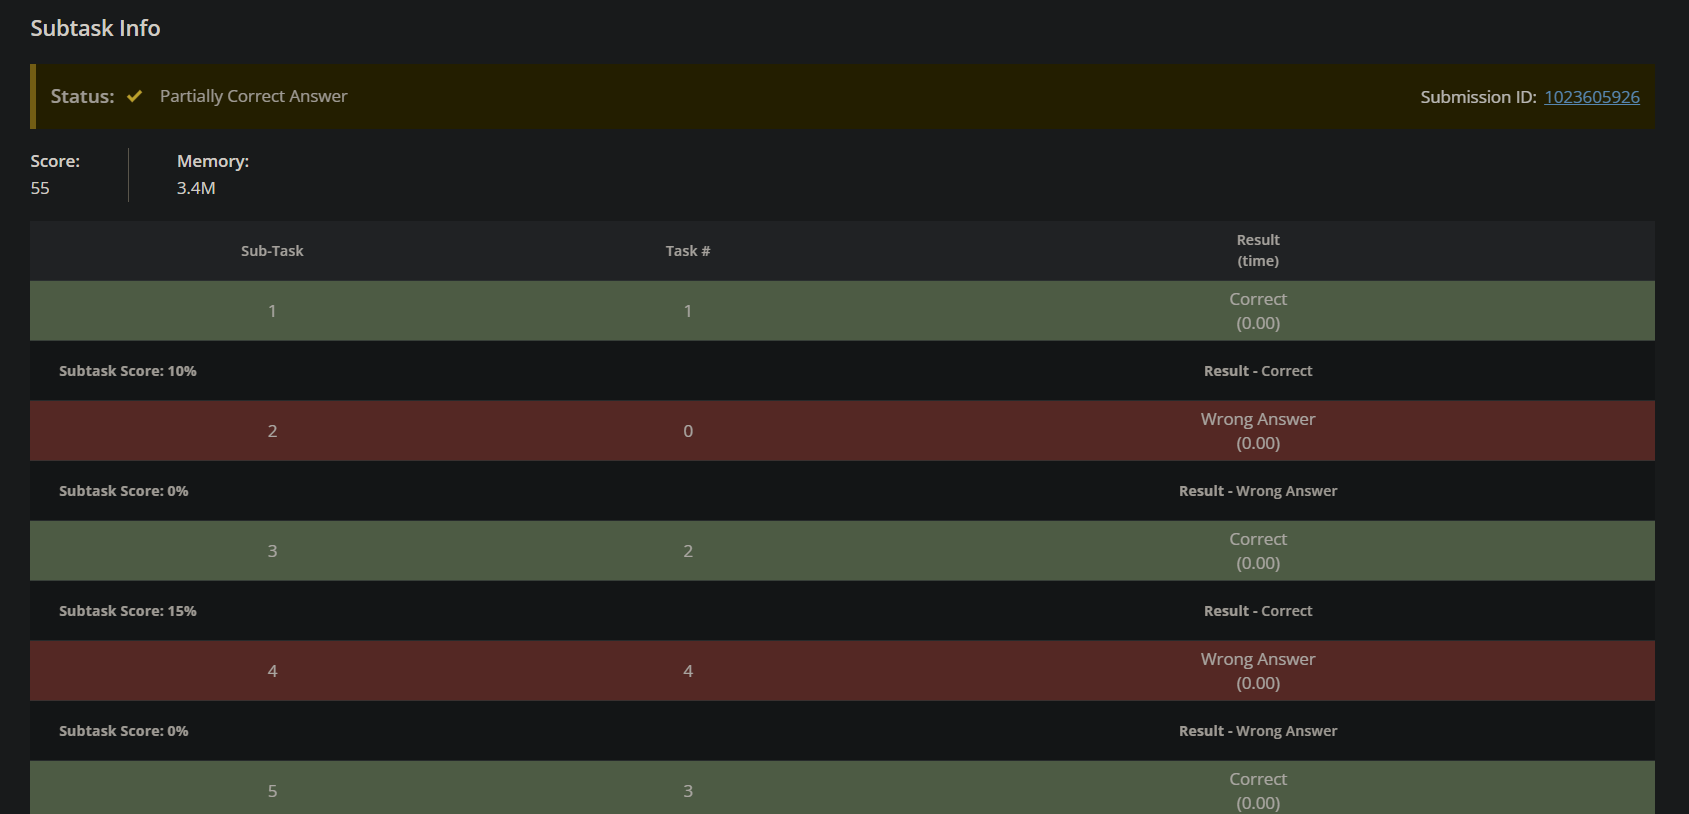 Subtask Info
Status: Partially Correct Answer Submission ID: 1023605926
Score: Memory:
55 3.4M
Sub-Task Task # Result
(time)
1 1 Correct
(0.00)
Subtask Score: 10% Result - Correct
2 0 Wrong Answer
(0.00)
Subtask Score: 0% Result - Wrong Answer
3 2 Correct
(0.00)
Subtask Score: 15% Result - Correct
4 4 Wrong Answer
(0.00)
Subtask Score: 0% Result - Wrong Answer
5 3 Correct
(0.00)